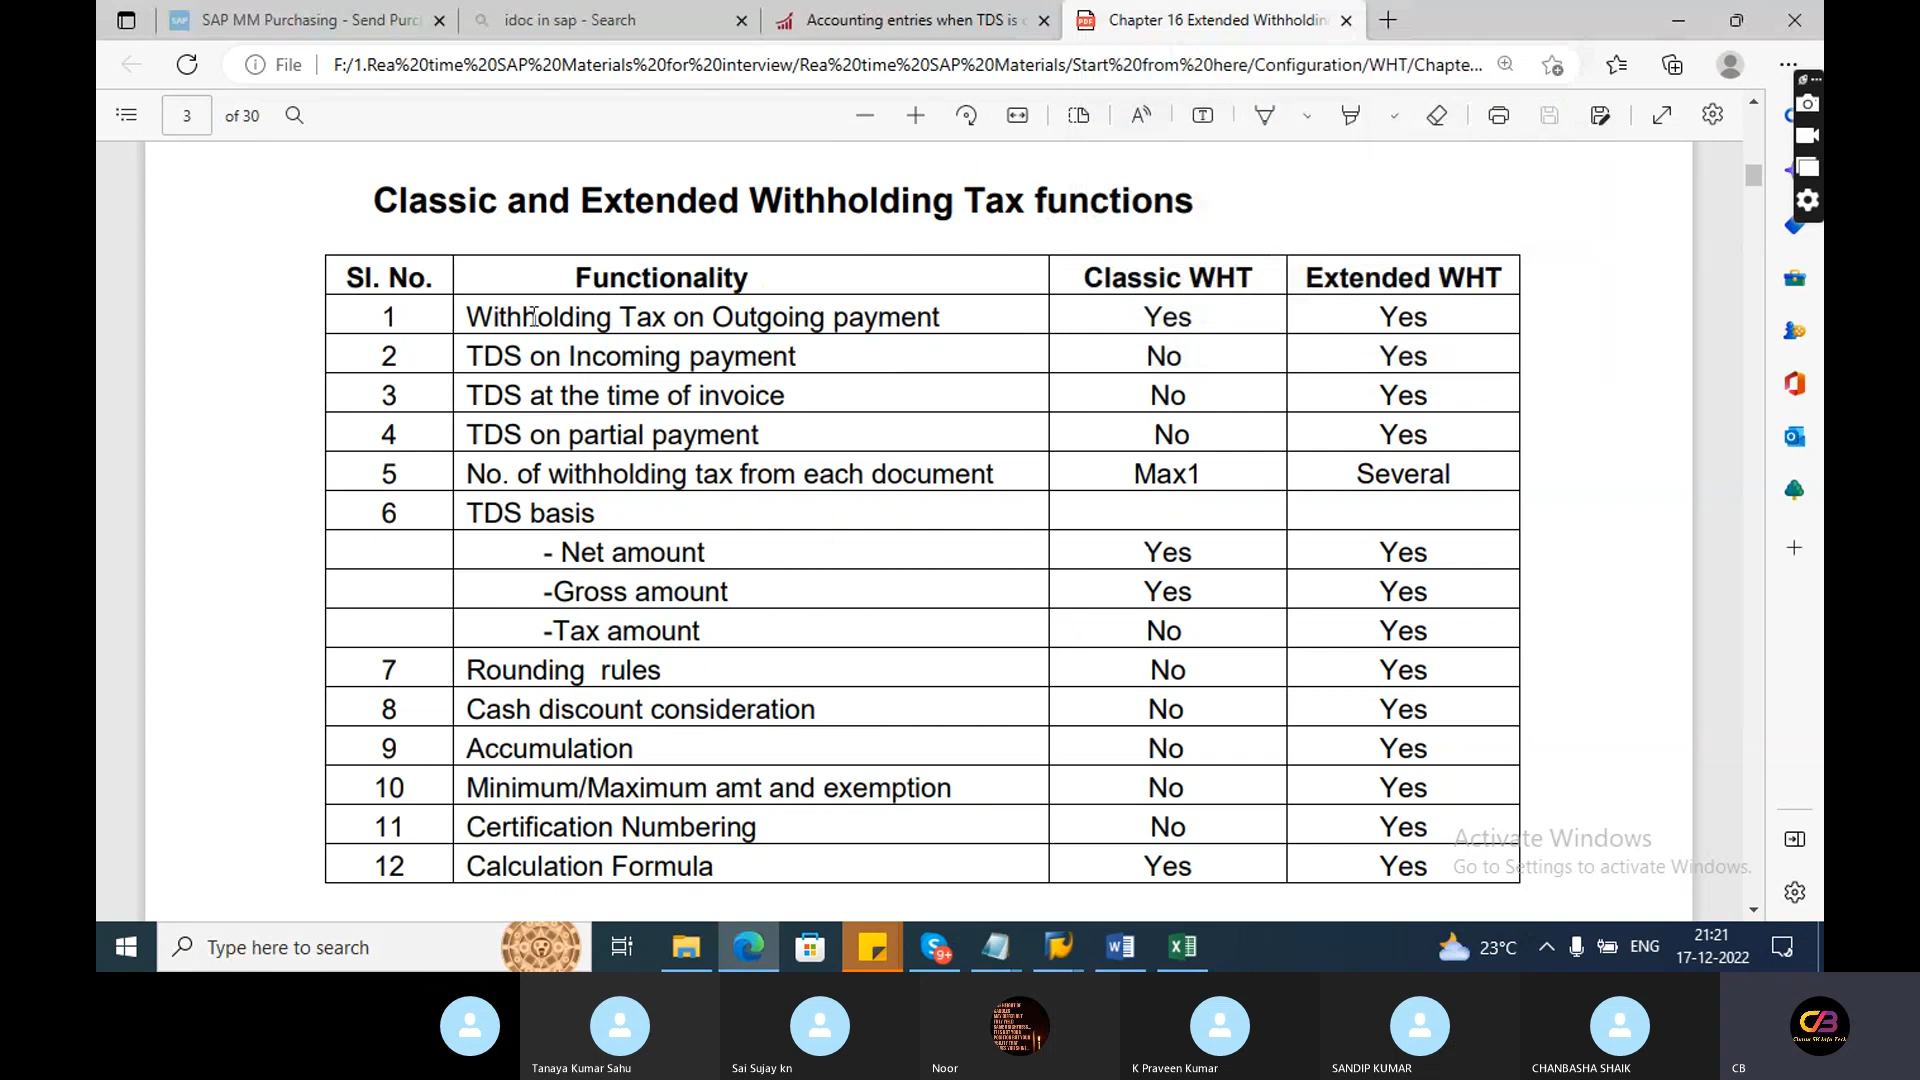 SAP MM Purchasing - Send Purc
idoc in sap - Search
Accounting entries when TDS is
Chapter 16 Extended Withholdin
File
F:/1.Rea%20time%20SAP%20Materials%20for%20interview/Rea%20time%20SAP%20Materials/Start%20from%20here/Configuration/WHT/Chapte...
3 of 30
Classic and Extended Withholding Tax functions
Sl. No. Functionality Classic WHT Extended WHT
1 Withholding Tax on Outgoing payment Yes Yes
2 TDS on Incoming payment No Yes
3 TDS at the time of invoice No Yes
4 TDS on partial payment No Yes
5 No. of withholding tax from each document Max1 Several
6 TDS basis
- Net amount Yes Yes
-Gross amount Yes Yes
-Tax amount No Yes
7 Rounding rules No Yes
8 Cash discount consideration No Yes
9 Accumulation No Yes
10 Minimum/Maximum amt and exemption No Yes
11 Certification Numbering No Yes
12 Calculation Formula Yes Yes
Activate Windows
Go to Settings to activate Windows.
Type here to search
9+
23°C
ENG
21:21
17-12-2022
Tanaya Kumar Sahu
Sai Sujay kn
Noor
K Praveen Kumar
SANDIP KUMAR
CHANBASHA SHAIK
CB